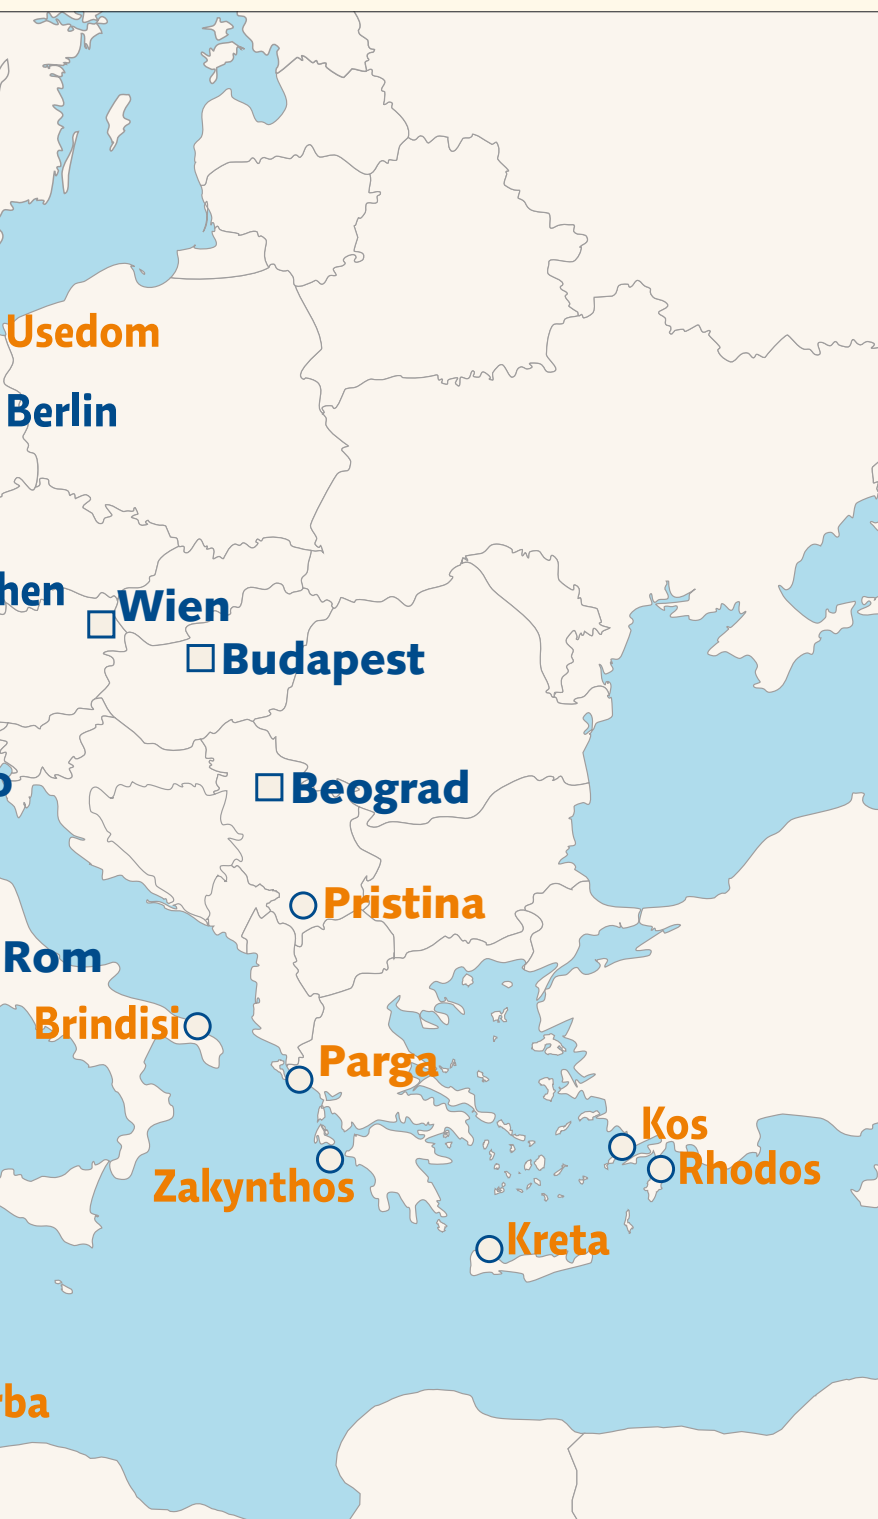 Usedom
Berlin
hen
Wien
Budapest
Beograd
Pristina
Rom
Brindisi
Parga
Kos
Zakynthos
Rhodos
Kreta
rba